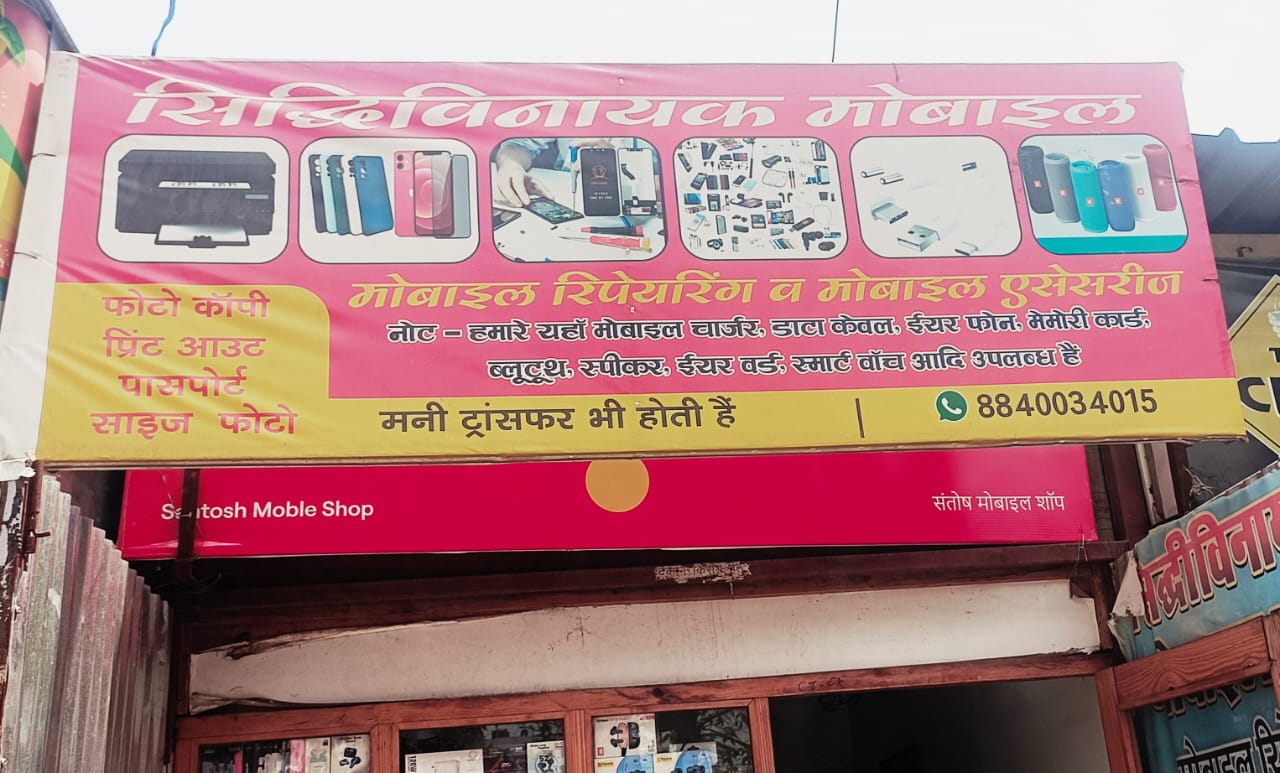 सिद्धिविनायक मोबाइल
मोबाइल रिपेयरिंग व मोबाइल एसेसरीज
नोट – हमारे यहाँ मोबाइल चार्जर, डाटा केवल, ईयर फोन, मेमोरी कार्ड,
ब्लूटूथ, स्पीकर, ईयर वर्ड, स्मार्ट वॉच आदि उपलब्ध हैं
फोटो कॉपी
प्रिंट आउट
पासपोर्ट
साइज फोटो
मनी ट्रांसफर भी होती हैं | 8840034015
Santosh Moble Shop
संतोष मोबाइल शॉप